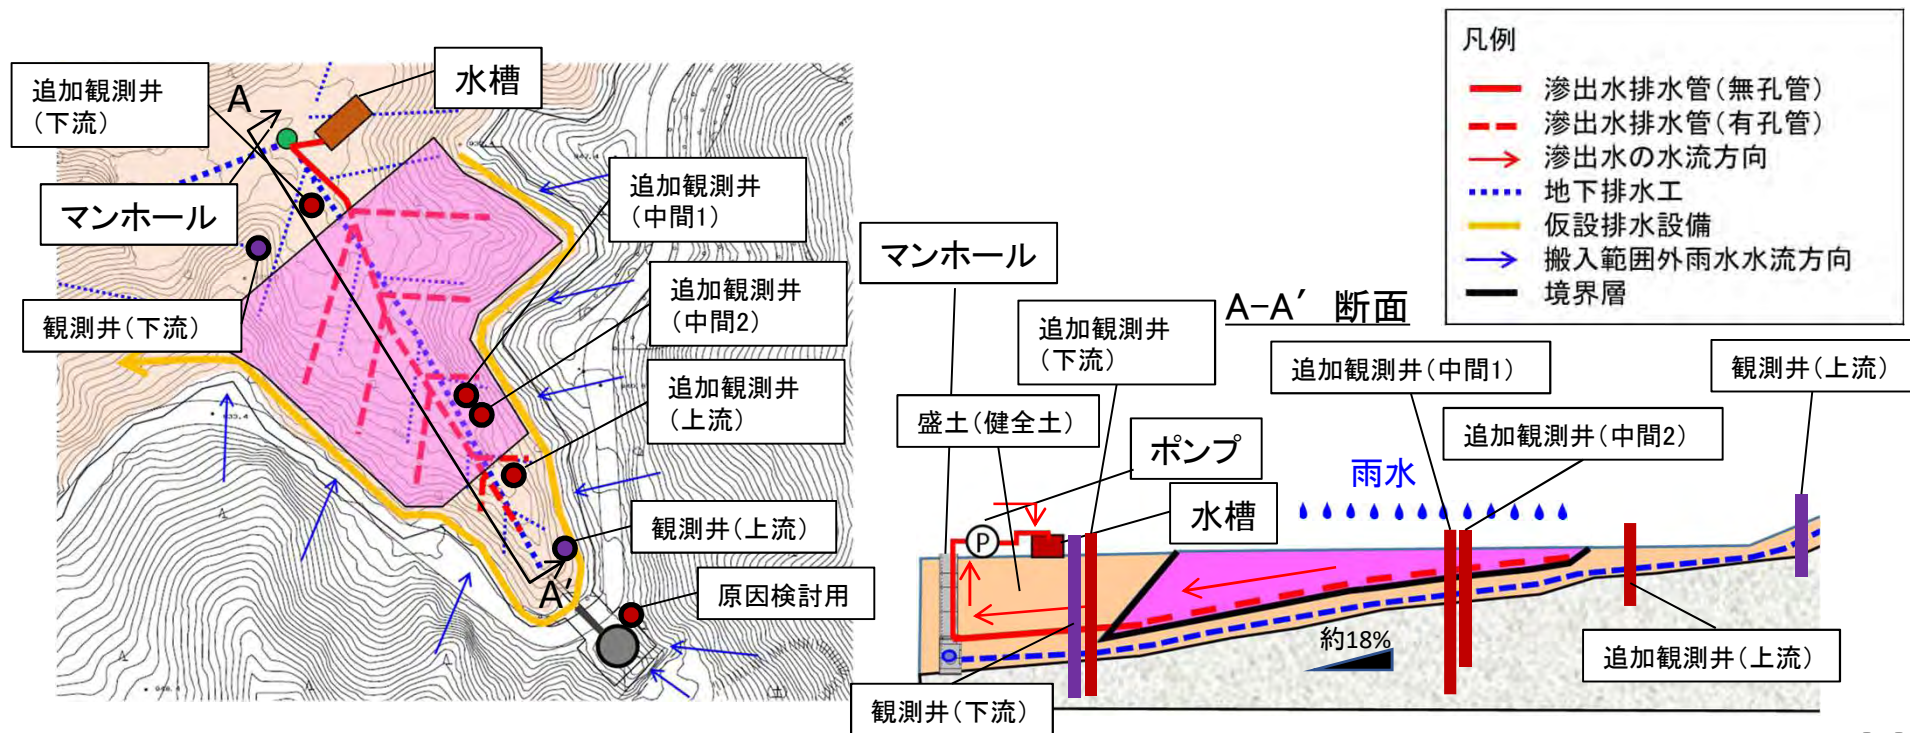 追加観測井
(下流)
A
水槽
マンホール
観測井(下流)
追加観測井
(中間1)
追加観測井
(中間2)
追加観測井
(上流)
観測井(上流)
A′
原因検討用
凡例
滲出水排水管(無孔管)
滲出水排水管(有孔管)
滲出水の水流方向
地下排水工
仮設排水設備
搬入範囲外雨水水流方向
境界層
A-A′ 断面
マンホール
追加観測井
(下流)
盛土(健全土)
ポンプ
P
水槽
雨水
追加観測井(中間1)
追加観測井(中間2)
観測井(上流)
約18%
追加観測井(上流)
観測井(下流)